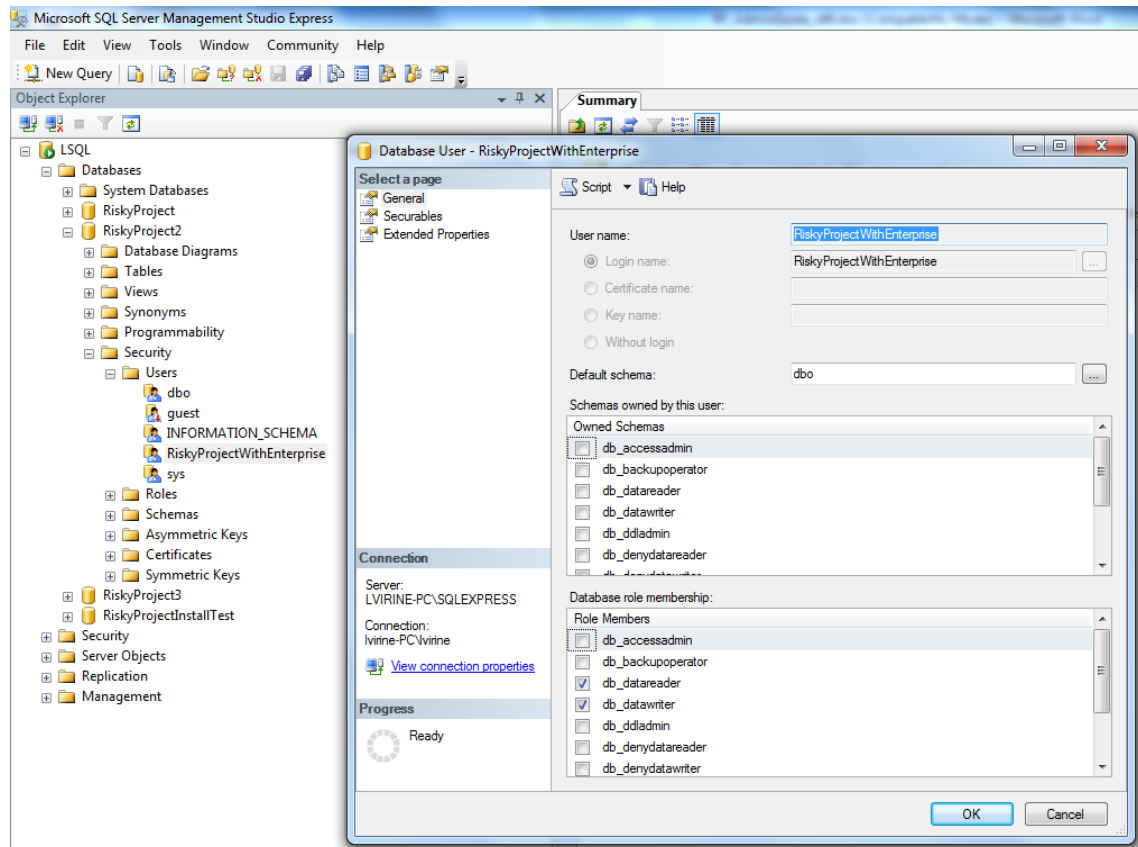 Microsoft SQL Server Management Studio Express
File Edit View Tools Window Community Help
New Query
Object Explorer
Summary
LSQL
Databases
System Databases
RiskyProject
RiskyProject2
Database Diagrams
Tables
Views
Synonyms
Programmability
Security
Users
dbo
guest
INFORMATION_SCHEMA
RiskyProjectWithEnterprise
sys
Roles
Schemas
Asymmetric Keys
Certificates
Symmetric Keys
RiskyProject3
RiskyProjectInstallTest
Security
Server Objects
Replication
Management
Database User - RiskyProjectWithEnterprise
Select a page
General
Securables
Extended Properties
Connection
Server:
LVIRINE-PC\SQLEXPRESS
Connection:
lvirine-PC\lvirine
View connection properties
Progress
Ready
Script Help
User name: RiskyProjectWithEnterprise
Login name: RiskyProjectWithEnterprise ...
Certificate name:
Key name:
Without login
Default schema: dbo ...
Schemas owned by this user:
Owned Schemas
db_accessadmin
db_backupoperator
db_datareader
db_datawriter
db_ddladmin
db_denydatareader
db_denydatawriter
Database role membership:
Role Members
db_accessadmin
db_backupoperator
db_datareader
db_datawriter
db_ddladmin
db_denydatareader
db_denydatawriter
OK Cancel